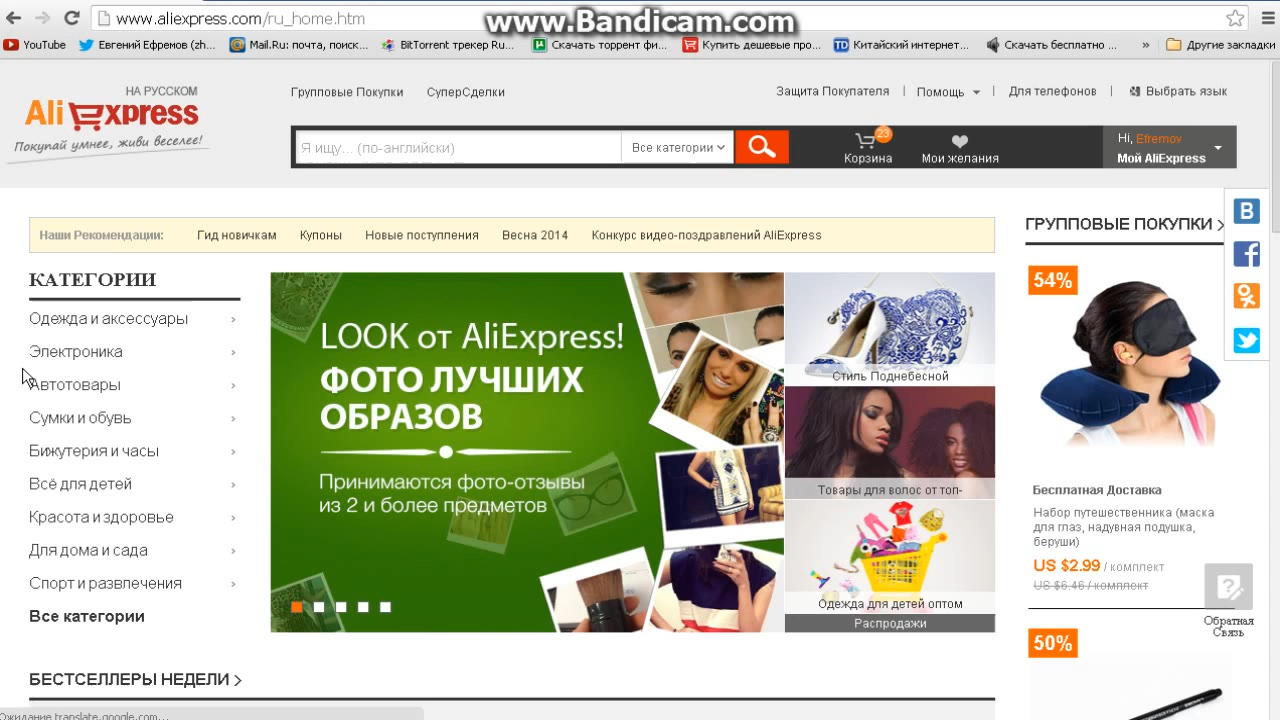 www.aliexpress.com/ru_home.htm
www.Bandicam.com
YouTube
Евгений Ефремов (zh...
Mail.Ru: почта, поиск...
BitTorrent трекер Ru...
Скачать торрент фи...
Купить дешевые про...
Китайский интернет...
Скачать бесплатно ...
»
Другие закладки
НА РУССКОМ
AliExpress
Покупай умнее, живи веселее!
Групповые Покупки
СуперСделки
Защита Покупателя
Помощь
Для телефонов
Выбрать язык
Я ищу... (по-английски)
Все категории
23
Корзина
Мои желания
Hi, Efremov
Мой AliExpress
Наши Рекомендации:
Гид новичкам
Купоны
Новые поступления
Весна 2014
Конкурс видео-поздравлений AliExpress
КАТЕГОРИИ
Одежда и аксессуары
Электроника
Автотовары
Сумки и обувь
Бижутерия и часы
Всё для детей
Красота и здоровье
Для дома и сада
Спорт и развлечения
Все категории
LOOK от AliExpress!
ФОТО ЛУЧШИХ
ОБРАЗОВ
Принимаются фото-отзывы
из 2 и более предметов
Стиль Поднебесной
Товары для волос от топ-
Одежда для детей оптом
Распродажи
ГРУППОВЫЕ ПОКУПКИ
54%
Бесплатная Доставка
Набор путешественника (маска
для глаз, надувная подушка,
беруши)
US $2.99 / комплект
US $6.46 / комплект
50%
Обратная
Связь
БЕСТСЕЛЛЕРЫ НЕДЕЛИ
Ожидание translate.google.com...